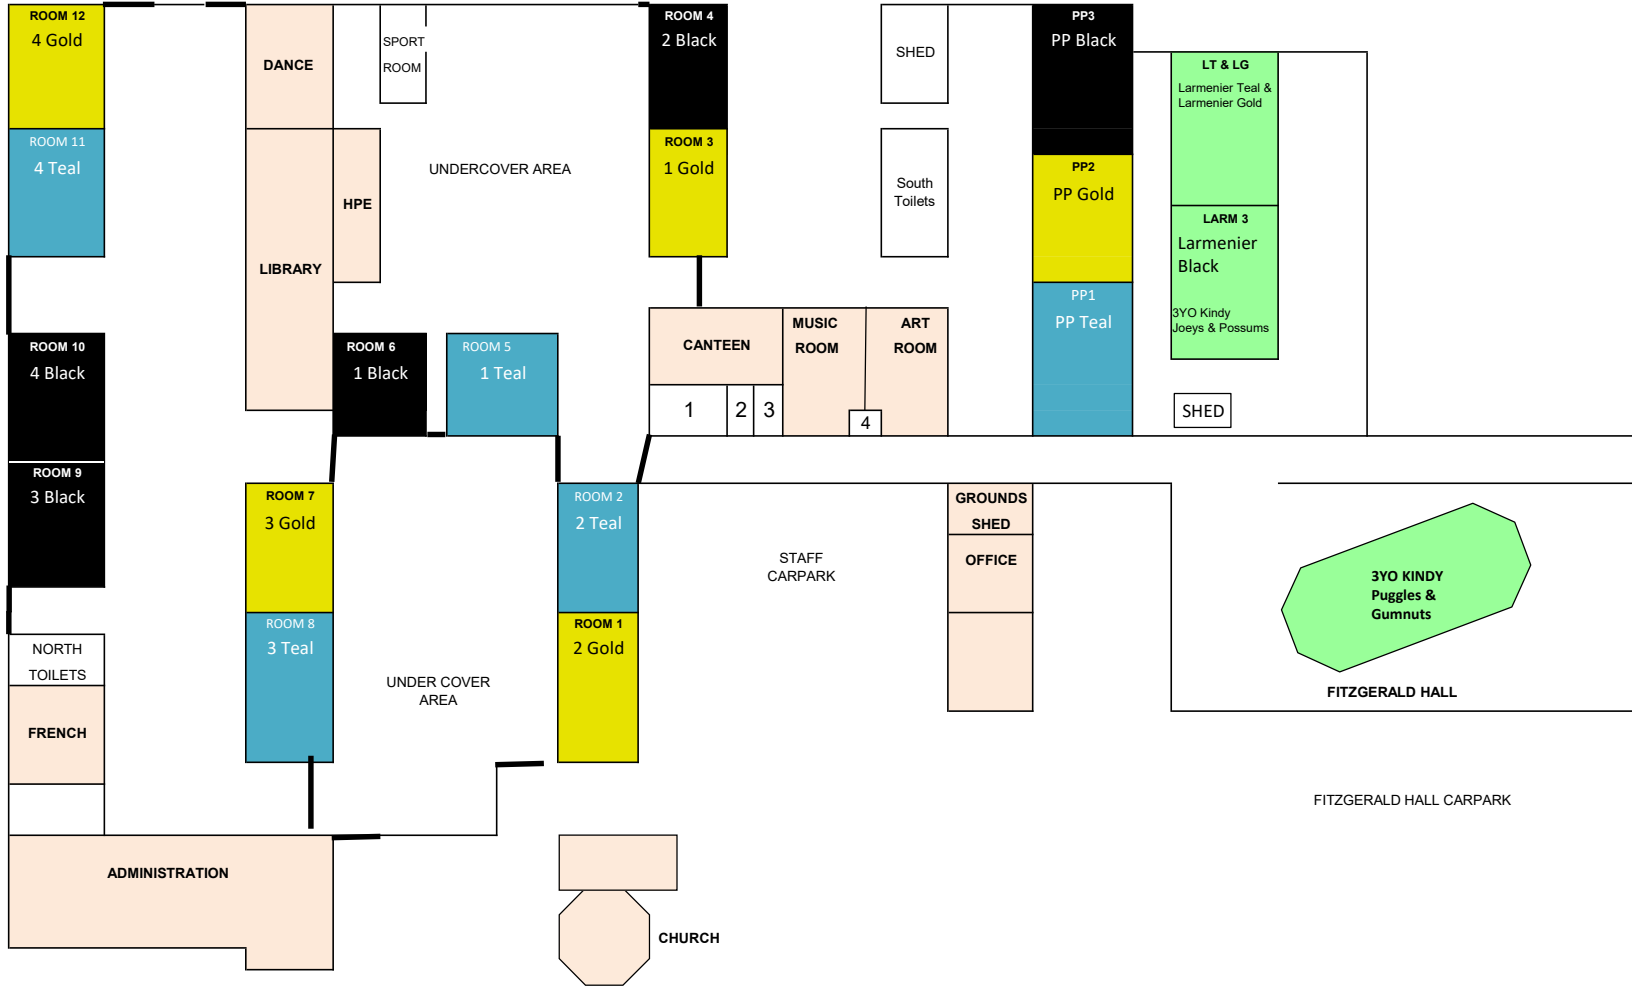 ROOM 12
4 Gold
ROOM 11
4 Teal
DANCE
SPORT
ROOM
LIBRARY
HPE
UNDERCOVER AREA
ROOM 4
2 Black
ROOM 3
1 Gold
SHED
South
Toilets
PP3
PP Black
PP2
PP Gold
PP1
PP Teal
LT & LG
Larmenier Teal &
Larmenier Gold
LARM 3
Larmenier
Black
3YO Kindy
Joeys & Possums
SHED
ROOM 10
4 Black
ROOM 9
3 Black
ROOM 6
1 Black
ROOM 5
1 Teal
CANTEEN
MUSIC
ROOM
ART
ROOM
1
2
3
4
ROOM 7
3 Gold
ROOM 8
3 Teal
ROOM 2
2 Teal
ROOM 1
2 Gold
UNDER COVER
AREA
STAFF
CARPARK
GROUNDS
SHED
OFFICE
3YO KINDY
Puggles &
Gumnuts
FITZGERALD HALL
FITZGERALD HALL CARPARK
NORTH
TOILETS
FRENCH
ADMINISTRATION
CHURCH